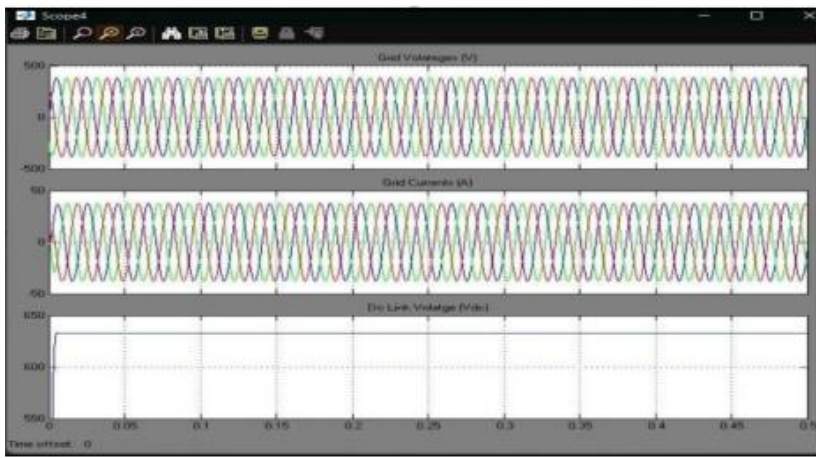 Scope4
Grid Volateges (V)
500
0
-500
Grid Currents (A)
50
0
-50
Dc Link Volatge (Vdc)
650
600
550
0 0.05 0.1 0.15 0.2 0.25 0.3 0.35 0.4 0.45 0.5
Time offset: 0